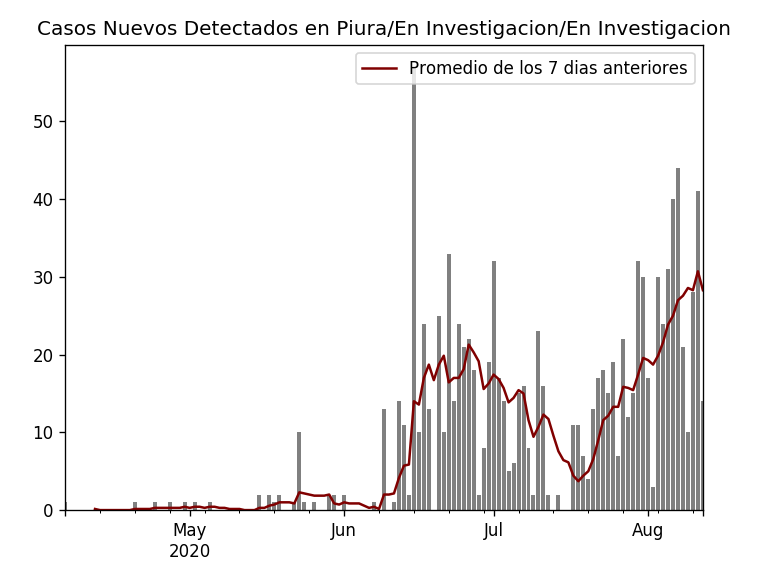 Casos Nuevos Detectados en Piura/En Investigacion/En Investigacion
Promedio de los 7 dias anteriores
50
40
30
20
10
0
May Jun Jul Aug
2020